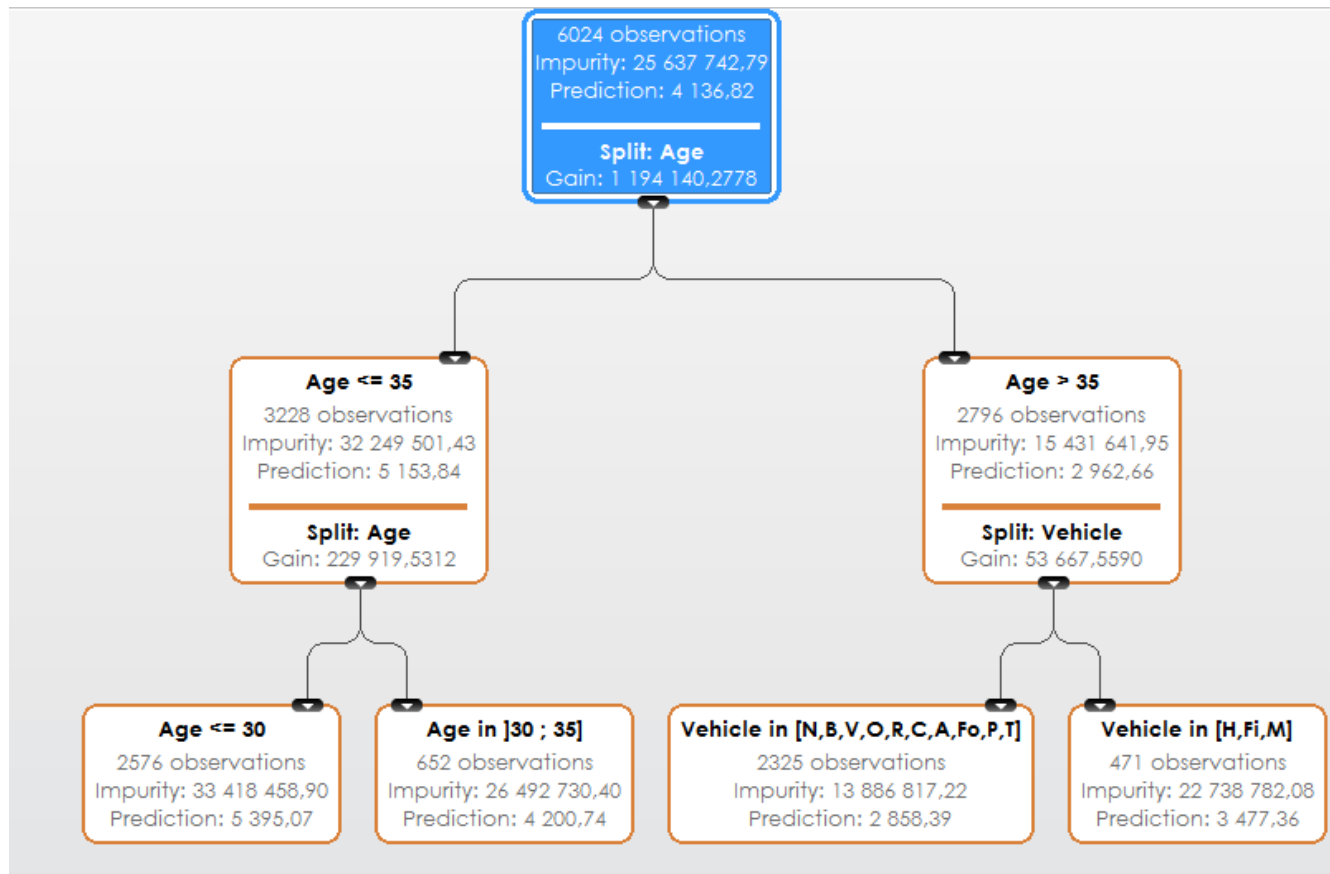 6024 observations
Impurity: 25 637 742,79
Prediction: 4 136,82
Split: Age
Gain: 1 194 140,2778
Age <= 35
3228 observations
Impurity: 32 249 501,43
Prediction: 5 153,84
Split: Age
Gain: 229 919,5312
Age > 35
2796 observations
Impurity: 15 431 641,95
Prediction: 2 962,66
Split: Vehicle
Gain: 53 667,5590
Age <= 30
2576 observations
Impurity: 33 418 458,90
Prediction: 5 395,07
Age in ]30 ; 35]
652 observations
Impurity: 26 492 730,40
Prediction: 4 200,74
Vehicle in [N,B,V,O,R,C,A,Fo,P,T]
2325 observations
Impurity: 13 886 817,22
Prediction: 2 858,39
Vehicle in [H,Fi,M]
471 observations
Impurity: 22 738 782,08
Prediction: 3 477,36